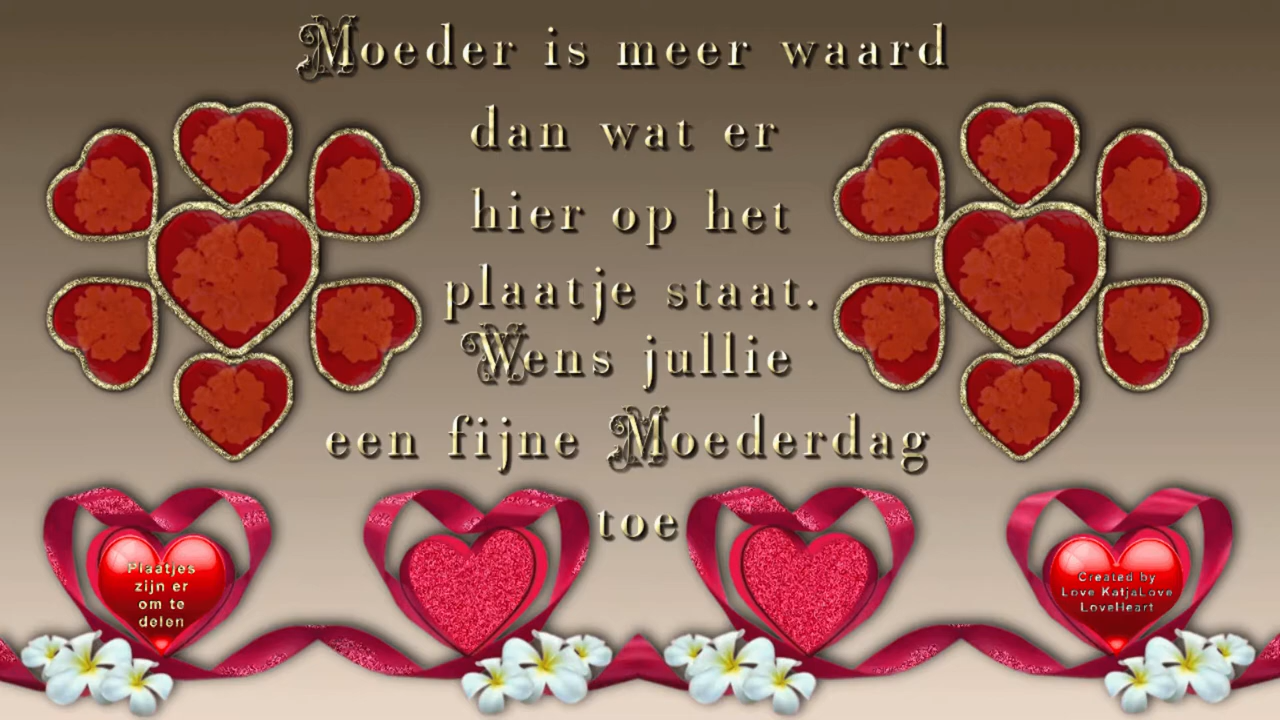 Moeder is meer waard
dan wat er
hier op het
plaatje staat.
Wens jullie
een fijne Moederdag
toe
Plaatjes
zijn er
om te
delen
Created by
Love KatjaLove
LoveHeart